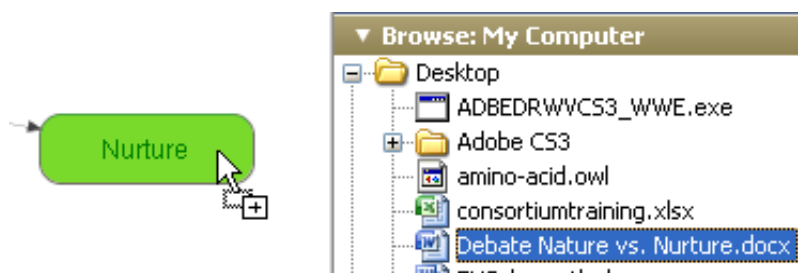 Nurture
▼ Browse: My Computer
Desktop
ADBEDRWVCS3_WWE.exe
Adobe CS3
amino-acid.owl
consortiumtraining.xlsx
Debate Nature vs. Nurture.docx